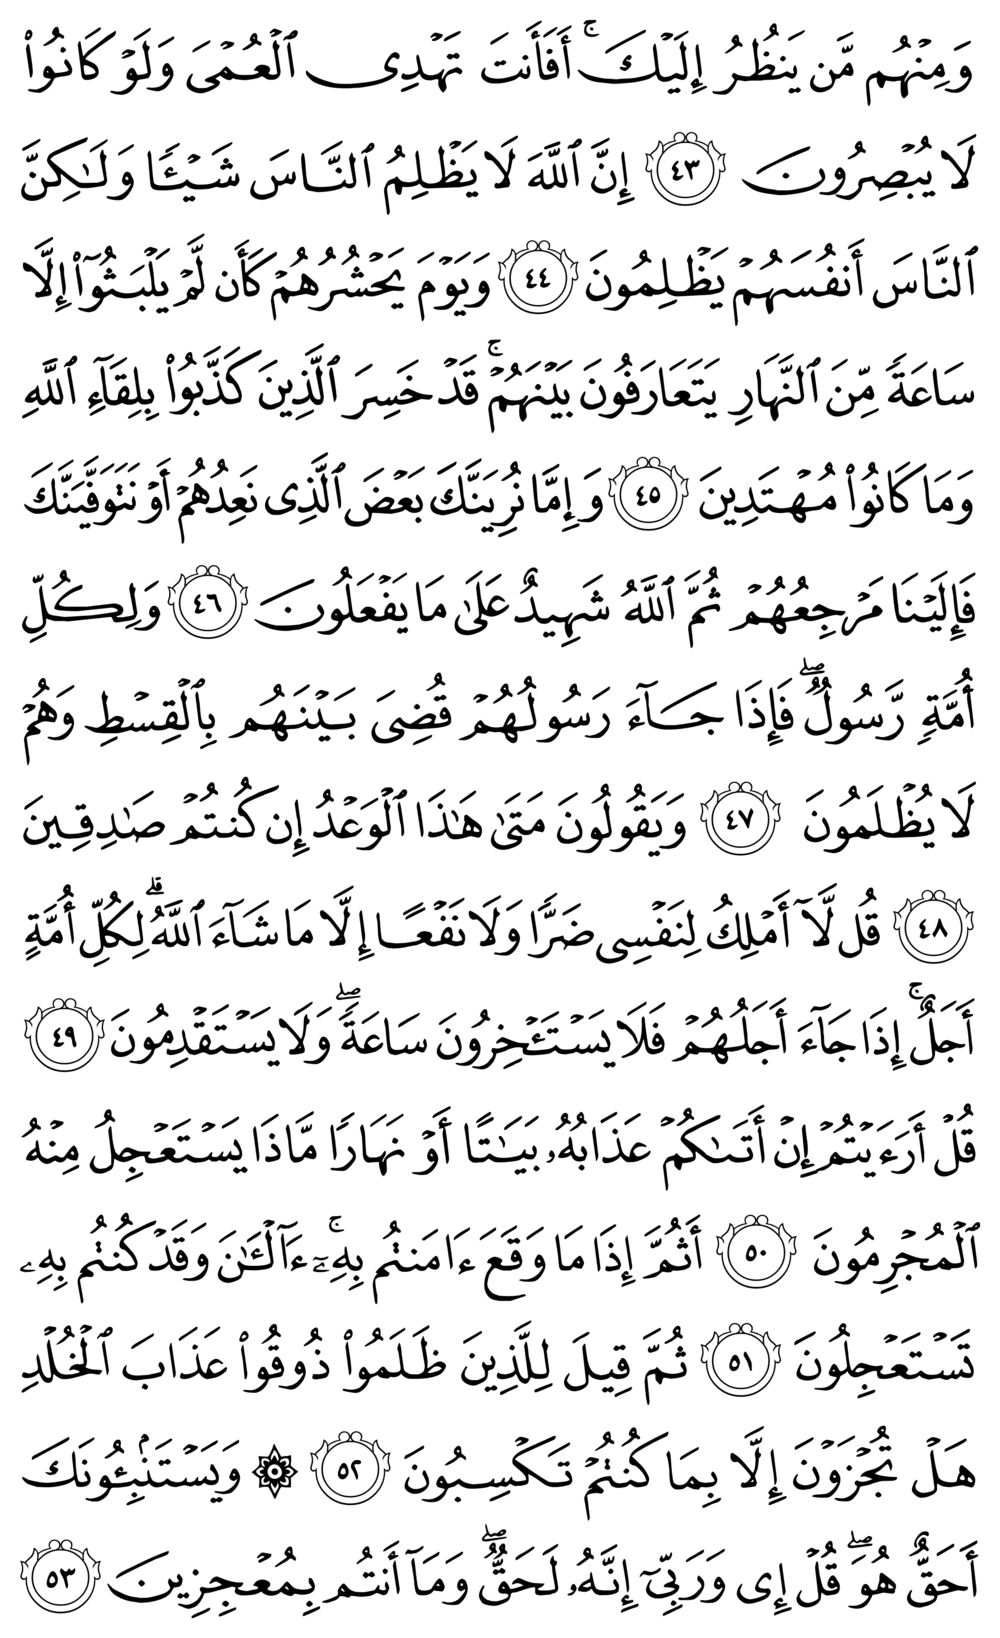 وَمِنۡهُم مَّن يَنظُرُ إِلَيۡكَۚ أَفَأَنتَ تَهۡدِي ٱلۡعُمۡيَ وَلَوۡ كَانُواْ
لَا يُبۡصِرُونَ ٤٣ إِنَّ ٱللَّهَ لَا يَظۡلِمُ ٱلنَّاسَ شَيۡـٔٗا وَلَٰكِنَّ
ٱلنَّاسَ أَنفُسَهُمۡ يَظۡلِمُونَ ٤٤ وَيَوۡمَ يَحۡشُرُهُمۡ كَأَن لَّمۡ يَلۡبَثُوٓاْ إِلَّا
سَاعَةٗ مِّنَ ٱلنَّهَارِ يَتَعَارَفُونَ بَيۡنَهُمۡۚ قَدۡ خَسِرَ ٱلَّذِينَ كَذَّبُواْ بِلِقَآءِ ٱللَّهِ
وَمَا كَانُواْ مُهۡتَدِينَ ٤٥ وَإِمَّا نُرِيَنَّكَ بَعۡضَ ٱلَّذِي نَعِدُهُمۡ أَوۡ نَتَوَفَّيَنَّكَ
فَإِلَيۡنَا مَرۡجِعُهُمۡ ثُمَّ ٱللَّهُ شَهِيدٌ عَلَىٰ مَا يَفۡعَلُونَ ٤٦ وَلِكُلِّ
أُمَّةٖ رَّسُولٞۖ فَإِذَا جَآءَ رَسُولُهُمۡ قُضِيَ بَيۡنَهُم بِٱلۡقِسۡطِ وَهُمۡ
لَا يُظۡلَمُونَ ٤٧ وَيَقُولُونَ مَتَىٰ هَٰذَا ٱلۡوَعۡدُ إِن كُنتُمۡ صَٰدِقِينَ
٤٨ قُل لَّآ أَمۡلِكُ لِنَفۡسِي ضَرّٗا وَلَا نَفۡعًا إِلَّا مَا شَآءَ ٱللَّهُۗ لِكُلِّ أُمَّةٍ
أَجَلٌۚ إِذَا جَآءَ أَجَلُهُمۡ فَلَا يَسۡتَـٔۡخِرُونَ سَاعَةٗ وَلَا يَسۡتَقۡدِمُونَ ٤٩
قُلۡ أَرَءَيۡتُمۡ إِنۡ أَتَىٰكُمۡ عَذَابُهُۥ بَيَٰتًا أَوۡ نَهَارٗا مَّاذَا يَسۡتَعۡجِلُ مِنۡهُ
ٱلۡمُجۡرِمُونَ ٥٠ أَثُمَّ إِذَا مَا وَقَعَ ءَامَنتُم بِهِۦٓۚ ءَآلۡـَٰٔنَ وَقَدۡ كُنتُم بِهِۦ
تَسۡتَعۡجِلُونَ ٥١ ثُمَّ قِيلَ لِلَّذِينَ ظَلَمُواْ ذُوقُواْ عَذَابَ ٱلۡخُلۡدِ
هَلۡ تُجۡزَوۡنَ إِلَّا بِمَا كُنتُمۡ تَكۡسِبُونَ ٥٢ ۞ وَيَسۡتَنۢبِـُٔونَكَ
أَحَقٌّ هُوَۖ قُلۡ إِي وَرَبِّيٓ إِنَّهُۥ لَحَقّٞۖ وَمَآ أَنتُم بِمُعۡجِزِينَ ٥٣